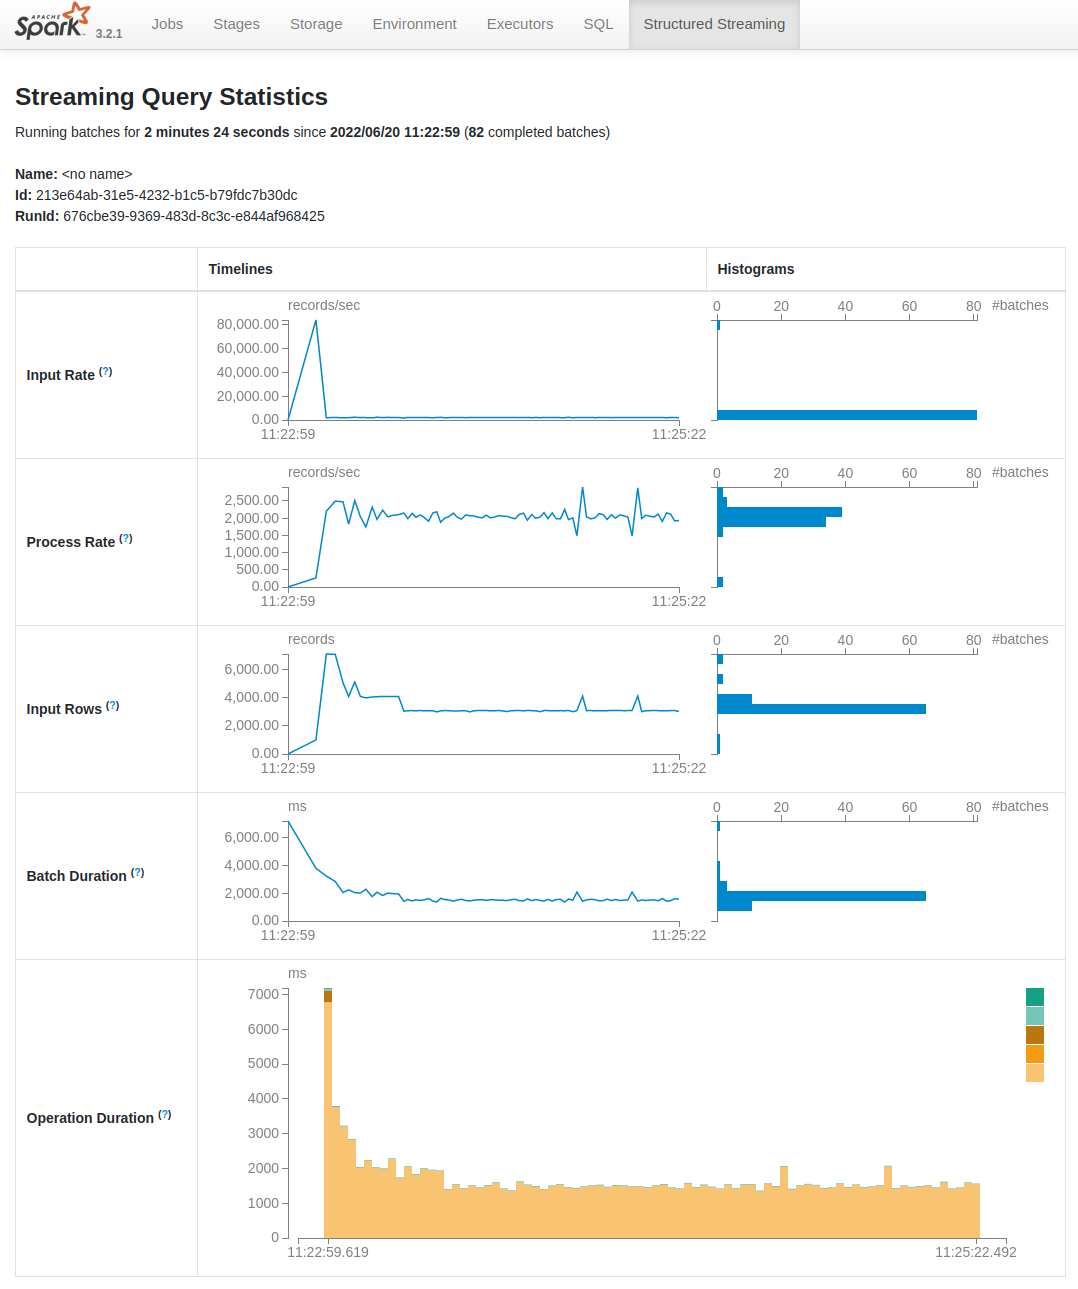 APACHE
Spark 3.2.1 Jobs Stages Storage Environment Executors SQL Structured Streaming
Streaming Query Statistics
Running batches for 2 minutes 24 seconds since 2022/06/20 11:22:59 (82 completed batches)
Name: <no name>
Id: 213e64ab-31e5-4232-b1c5-b79fdc7b30dc
RunId: 676cbe39-9369-483d-8c3c-e844af968425
Timelines Histograms
records/sec 0 20 40 60 80 #batches
80,000.00
60,000.00
Input Rate (?)
40,000.00
20,000.00
0.00
11:22:59 11:25:22
records/sec 0 20 40 60 80 #batches
2,500.00
2,000.00
Process Rate (?)
1,500.00
1,000.00
500.00
0.00
11:22:59 11:25:22
records 0 20 40 60 80 #batches
6,000.00
4,000.00
Input Rows (?)
2,000.00
0.00
11:22:59 11:25:22
ms 0 20 40 60 80 #batches
6,000.00
4,000.00
Batch Duration (?)
2,000.00
0.00
11:22:59 11:25:22
ms
7000
6000
5000
4000
Operation Duration (?)
3000
2000
1000
0
11:22:59.619 11:25:22.492